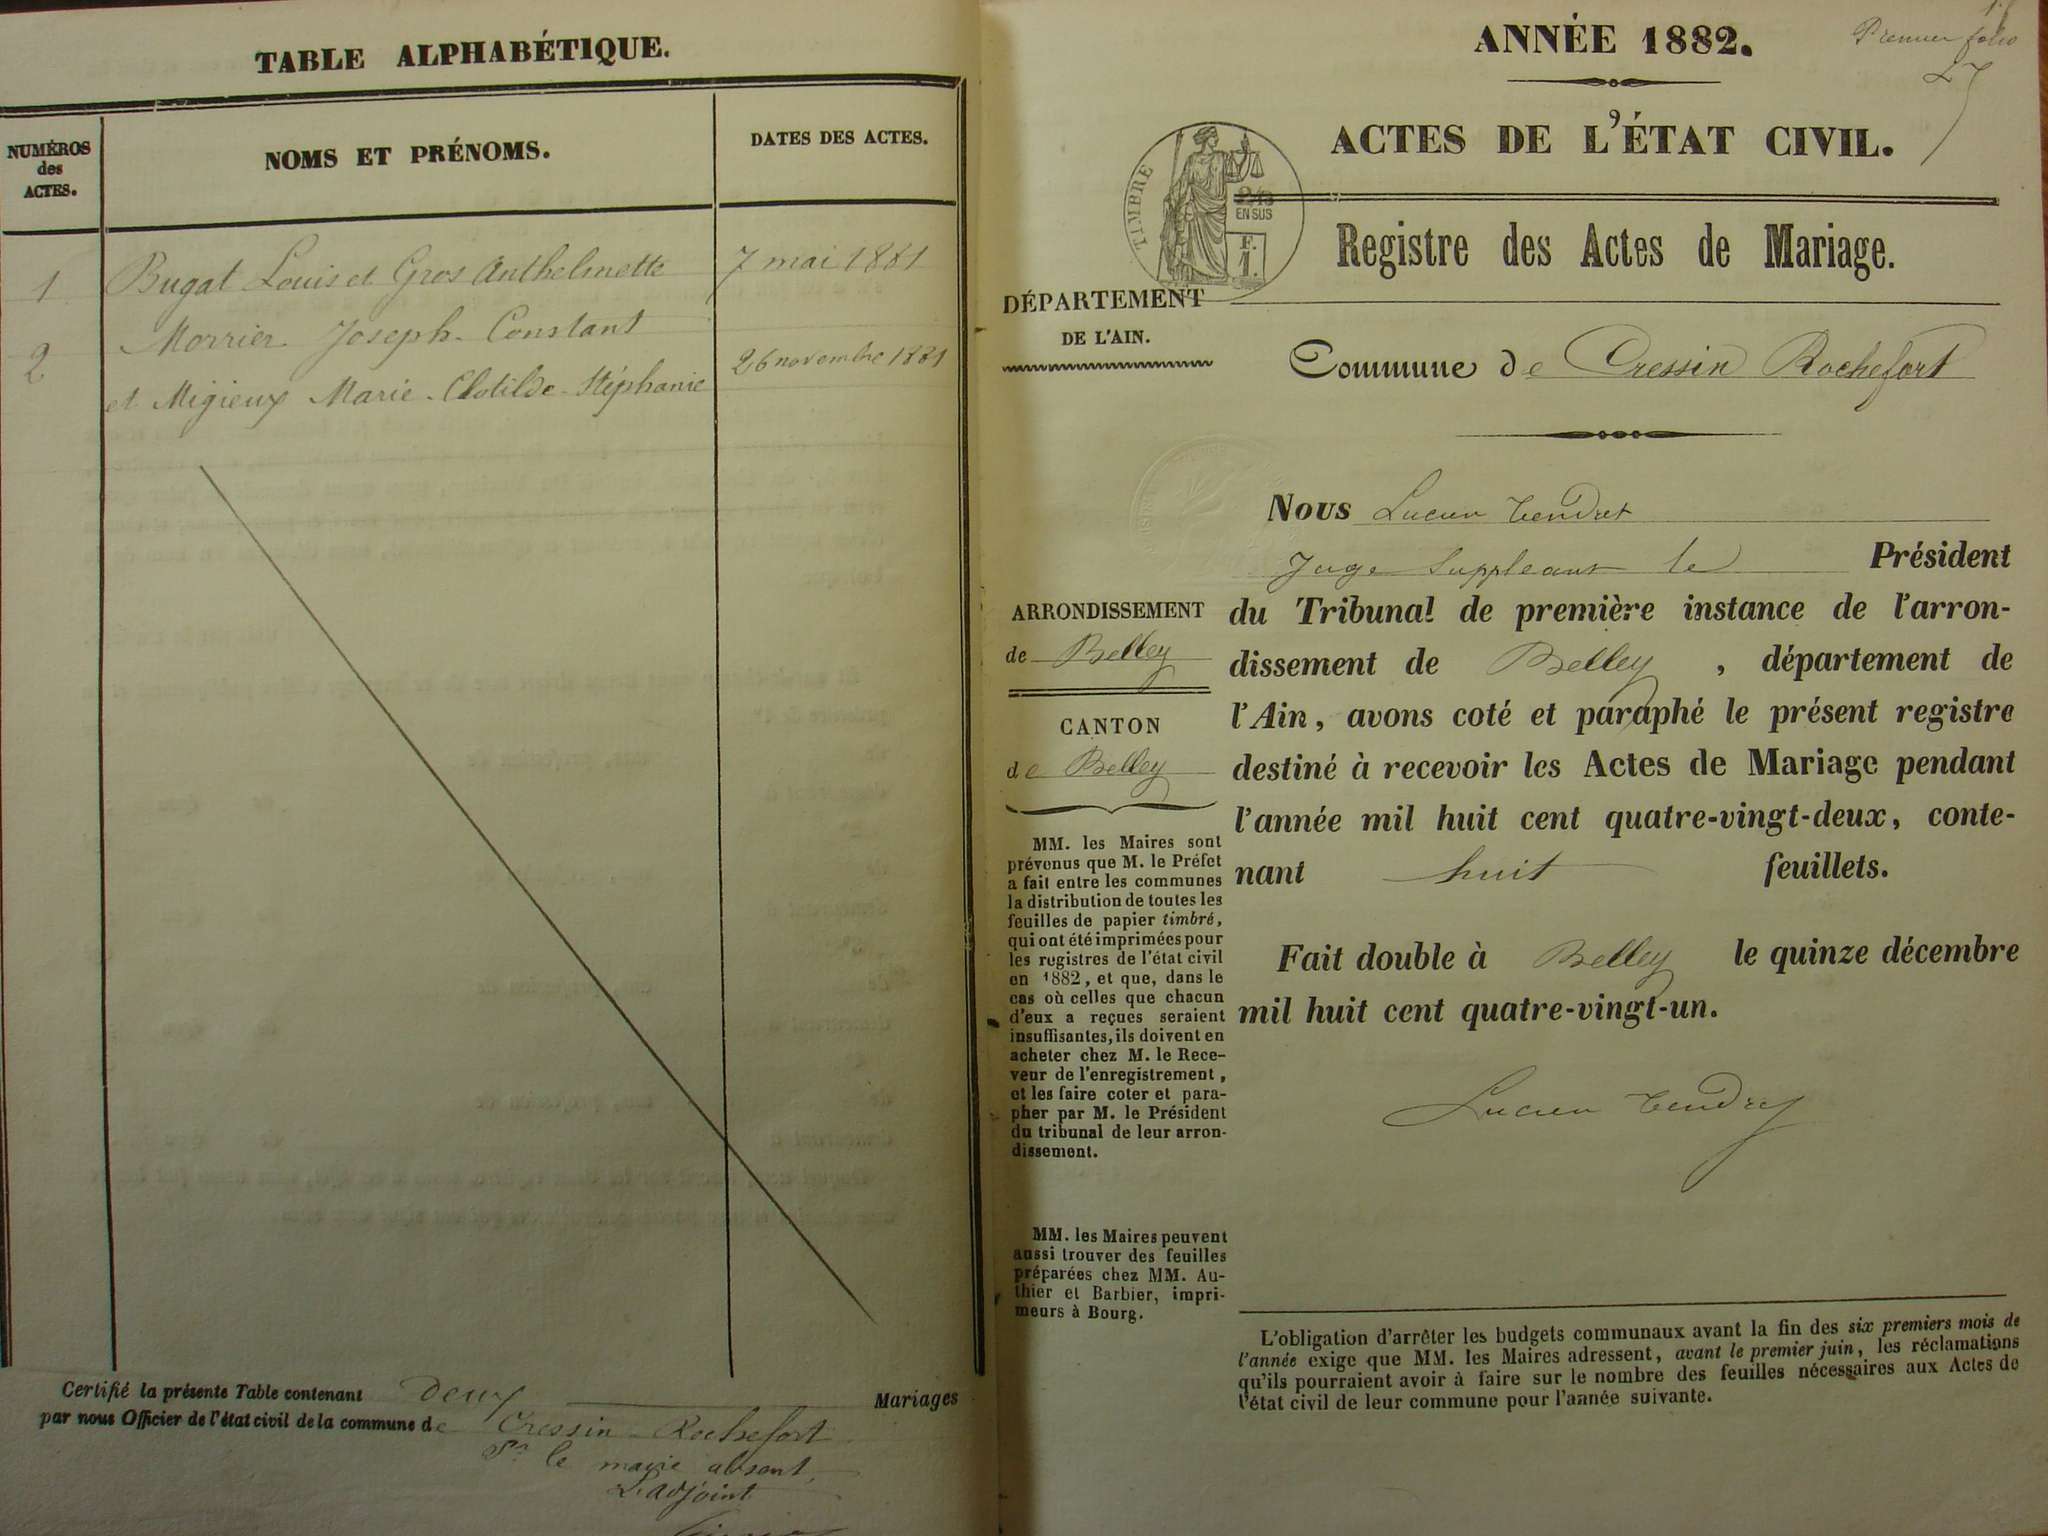 TABLE ALPHABÉTIQUE.
NUMÉROS
des
ACTES.
NOMS ET PRÉNOMS.
DATES DES ACTES.
1 Bugat Louis et Gros Anthelmette 7 mai 1881
2 Morrier Joseph-Constant
et Migieux Marie-Clotilde-Stéphanie 26 novembre 1881
Certifié la présente Table contenant deux Mariages
par nous Officier de l'état civil de la commune de Cressin-Rochefort
Pr le maire absent,
L'adjoint
Premier folio
ANNÉE 1882.
ACTES DE L'ÉTAT CIVIL.
TIMBRE
2/10
EN SUS
F.
1.
Registre des Actes de Mariage.
DÉPARTEMENT
DE L'AIN.
Commune de Cressin Rochefort
Nous Lucien Tendret
Juge Suppleant le Président
du Tribunal de première instance de l'arron-
dissement de Belley, département de
l'Ain, avons coté et paraphé le présent registre
destiné à recevoir les Actes de Mariage pendant
l'année mil huit cent quatre-vingt-deux, conte-
nant huit feuillets.
Fait double à Belley le quinze décembre
mil huit cent quatre-vingt-un.
Lucien Tendret
ARRONDISSEMENT
de Belley
CANTON
de Belley
MM. les Maires sont
prévenus que M. le Préfet
a fait entre les communes
la distribution de toutes les
feuilles de papier timbré,
qui ont été imprimées pour
les registres de l'état civil
en 1882, et que, dans le
cas où celles que chacun
d'eux a reçues seraient
insuffisantes, ils doivent en
acheter chez M. le Rece-
veur de l'enregistrement,
et les faire coter et para-
pher par M. le Président
du tribunal de leur arron-
dissement.
MM. les Maires peuvent
aussi trouver des feuilles
préparées chez MM. Au-
thier et Barbier, impri-
meurs à Bourg.
L'obligation d'arrêter les budgets communaux avant la fin des six premiers mois de
l'année exige que MM. les Maires adressent, avant le premier juin, les réclamations
qu'ils pourraient avoir à faire sur le nombre des feuilles nécessaires aux Actes de
l'état civil de leur commune pour l'année suivante.